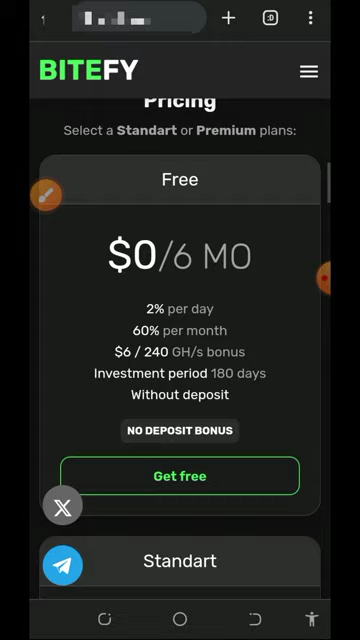 :D
BITEFY
Pricing
Select a Standart or Premium plans:
Free
$0/6 MO
2% per day
60% per month
$6 / 240 GH/s bonus
Investment period 180 days
Without deposit
NO DEPOSIT BONUS
Get free
X
Standart